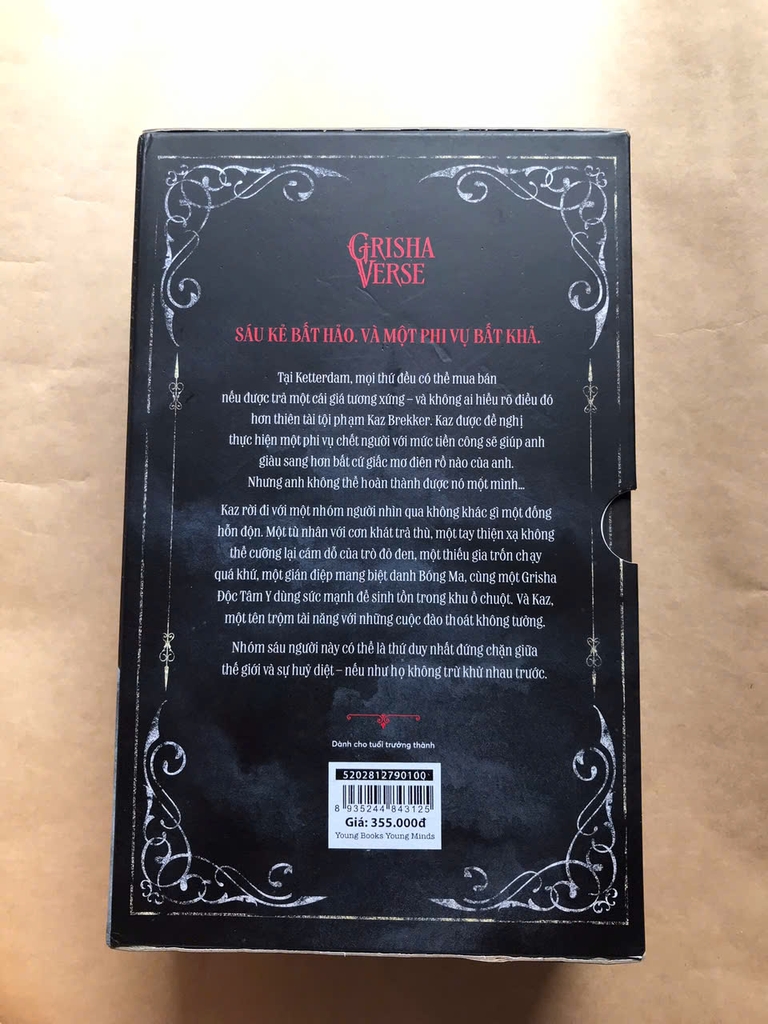 GRISHA
VERSE
SÁU KẺ BẤT HẢO. VÀ MỘT PHI VỤ BẤT KHẢ.
Tại Ketterdam, mọi thứ đều có thể mua bán
nếu được trả một cái giá tương xứng – và không ai hiểu rõ điều đó
hơn thiên tài tội phạm Kaz Brekker. Kaz được đề nghị
thực hiện một phi vụ chết người với mức tiền công sẽ giúp anh
giàu sang hơn bất cứ giấc mơ điên rồ nào của anh.
Nhưng anh không thể hoàn thành được nó một mình...
Kaz rời đi với một nhóm người nhìn qua không khác gì một đống
hỗn độn. Một tù nhân với cơn khát trả thù, một tay thiện xạ không
thể cưỡng lại cám dỗ của trò đỏ đen, một thiếu gia trốn chạy
quá khứ, một gián điệp mang biệt danh Bóng Ma, cùng một Grisha
Độc Tâm Y dùng sức mạnh để sinh tồn trong khu ổ chuột. Và Kaz,
một tên trộm tài năng với những cuộc đào thoát không tưởng.
Nhóm sáu người này có thể là thứ duy nhất đứng chặn giữa
thế giới và sự huỷ diệt – nếu như họ không trừ khử nhau trước.
Dành cho tuổi trưởng thành
5202812790100
8 935244 843125
Giá: 355.000đ
Young Books Young Minds